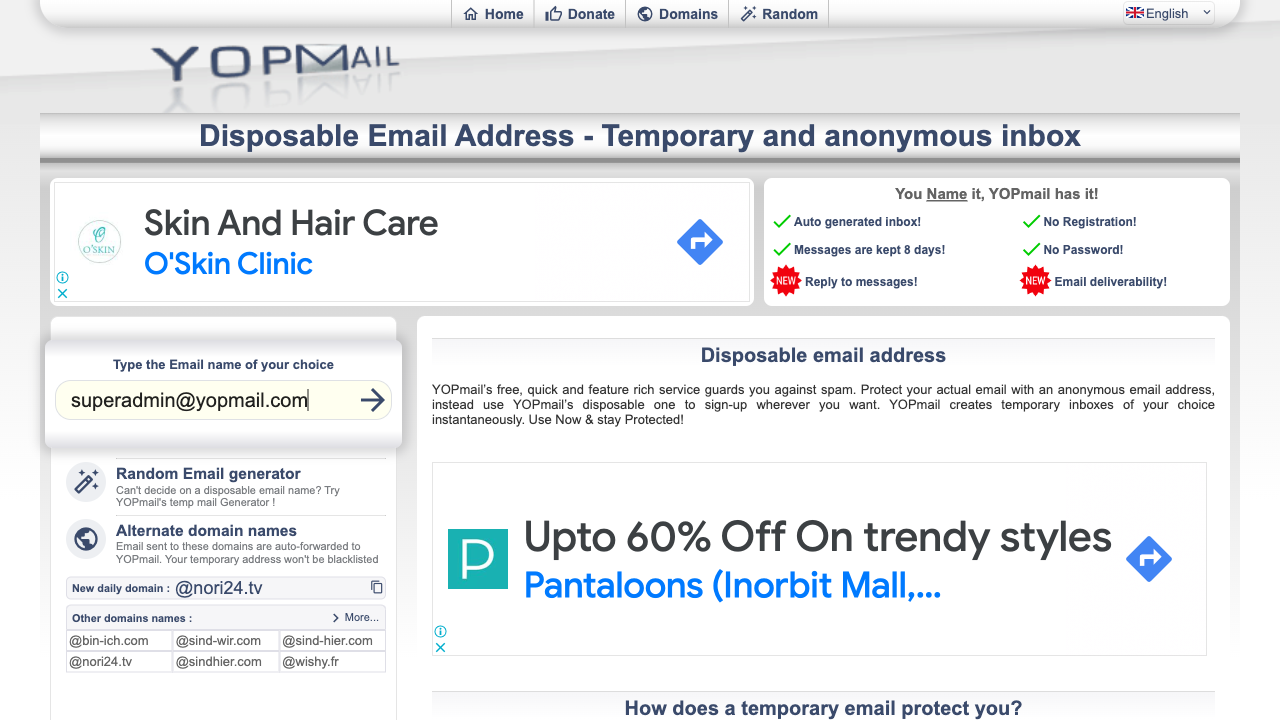 Home
Donate
Domains
Random
English
YOPMAIL
Disposable Email Address - Temporary and anonymous inbox
O'SKIN
Skin And Hair Care
O'Skin Clinic
You Name it, YOPmail has it!
Auto generated inbox!
No Registration!
Messages are kept 8 days!
No Password!
NEW Reply to messages!
NEW Email deliverability!
Type the Email name of your choice
superadmin@yopmail.com
Random Email generator
Can't decide on a disposable email name? Try
YOPmail's temp mail Generator !
Alternate domain names
Email sent to these domains are auto-forwarded to
YOPmail. Your temporary address won't be blacklisted
New daily domain : @nori24.tv
Other domains names :
More...
@bin-ich.com
@sind-wir.com
@sind-hier.com
@nori24.tv
@sindhier.com
@wishy.fr
Disposable email address
YOPmail's free, quick and feature rich service guards you against spam. Protect your actual email with an anonymous email address,
instead use YOPmail's disposable one to sign-up wherever you want. YOPmail creates temporary inboxes of your choice
instantaneously. Use Now & stay Protected!
P
Upto 60% Off On trendy styles
Pantaloons (Inorbit Mall,...
How does a temporary email protect you?